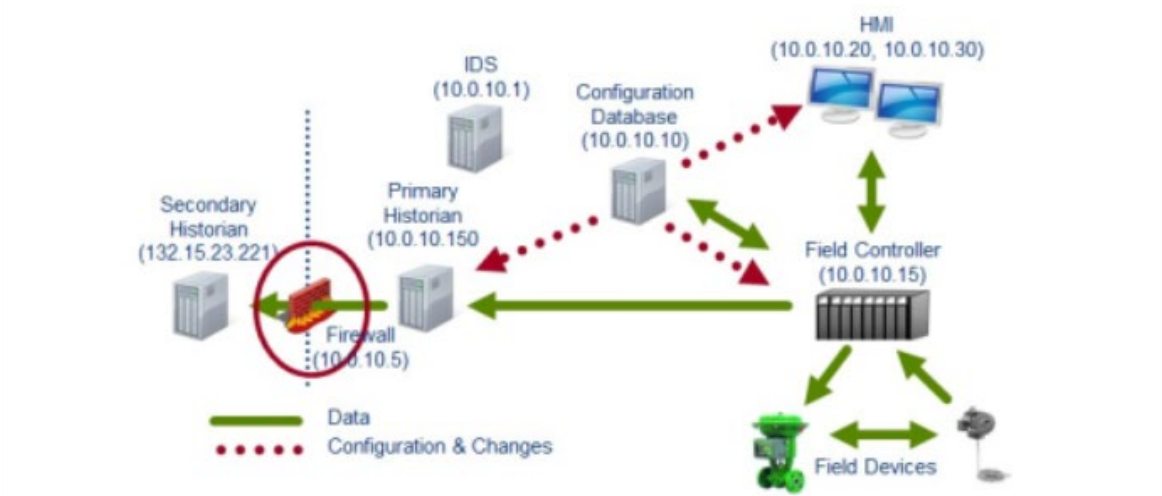 HMI
(10.0.10.20, 10.0.10.30)
IDS
(10.0.10.1)
Configuration
Database
(10.0.10.10)
Primary
Historian
(10.0.10.150
Secondary
Historian
(132.15.23.221)
Field Controller
(10.0.10.15)
Firewall
(10.0.10.5)
Data
Configuration & Changes
Field Devices